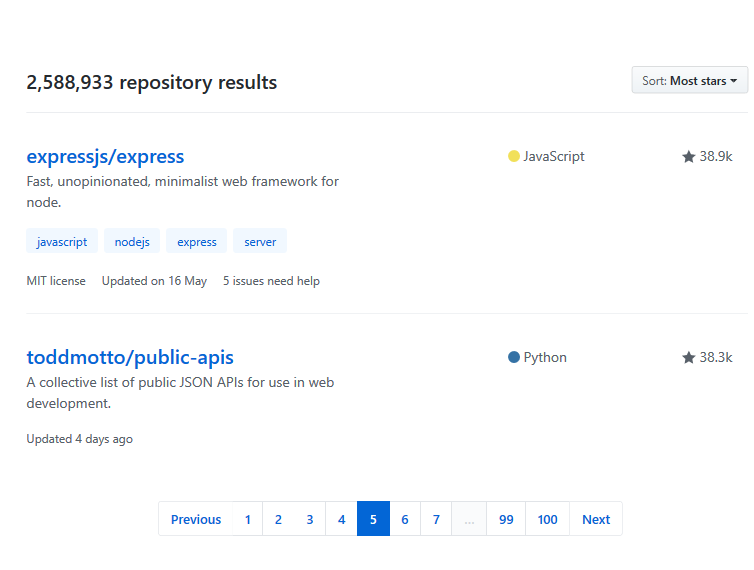 2,588,933 repository results
Sort: Most stars
expressjs/express
JavaScript
38.9k
Fast, unopinionated, minimalist web framework for
node.
javascript nodejs express server
MIT license Updated on 16 May 5 issues need help
toddmotto/public-apis
Python
38.3k
A collective list of public JSON APIs for use in web
development.
Updated 4 days ago
Previous 1 2 3 4 5 6 7 ... 99 100 Next